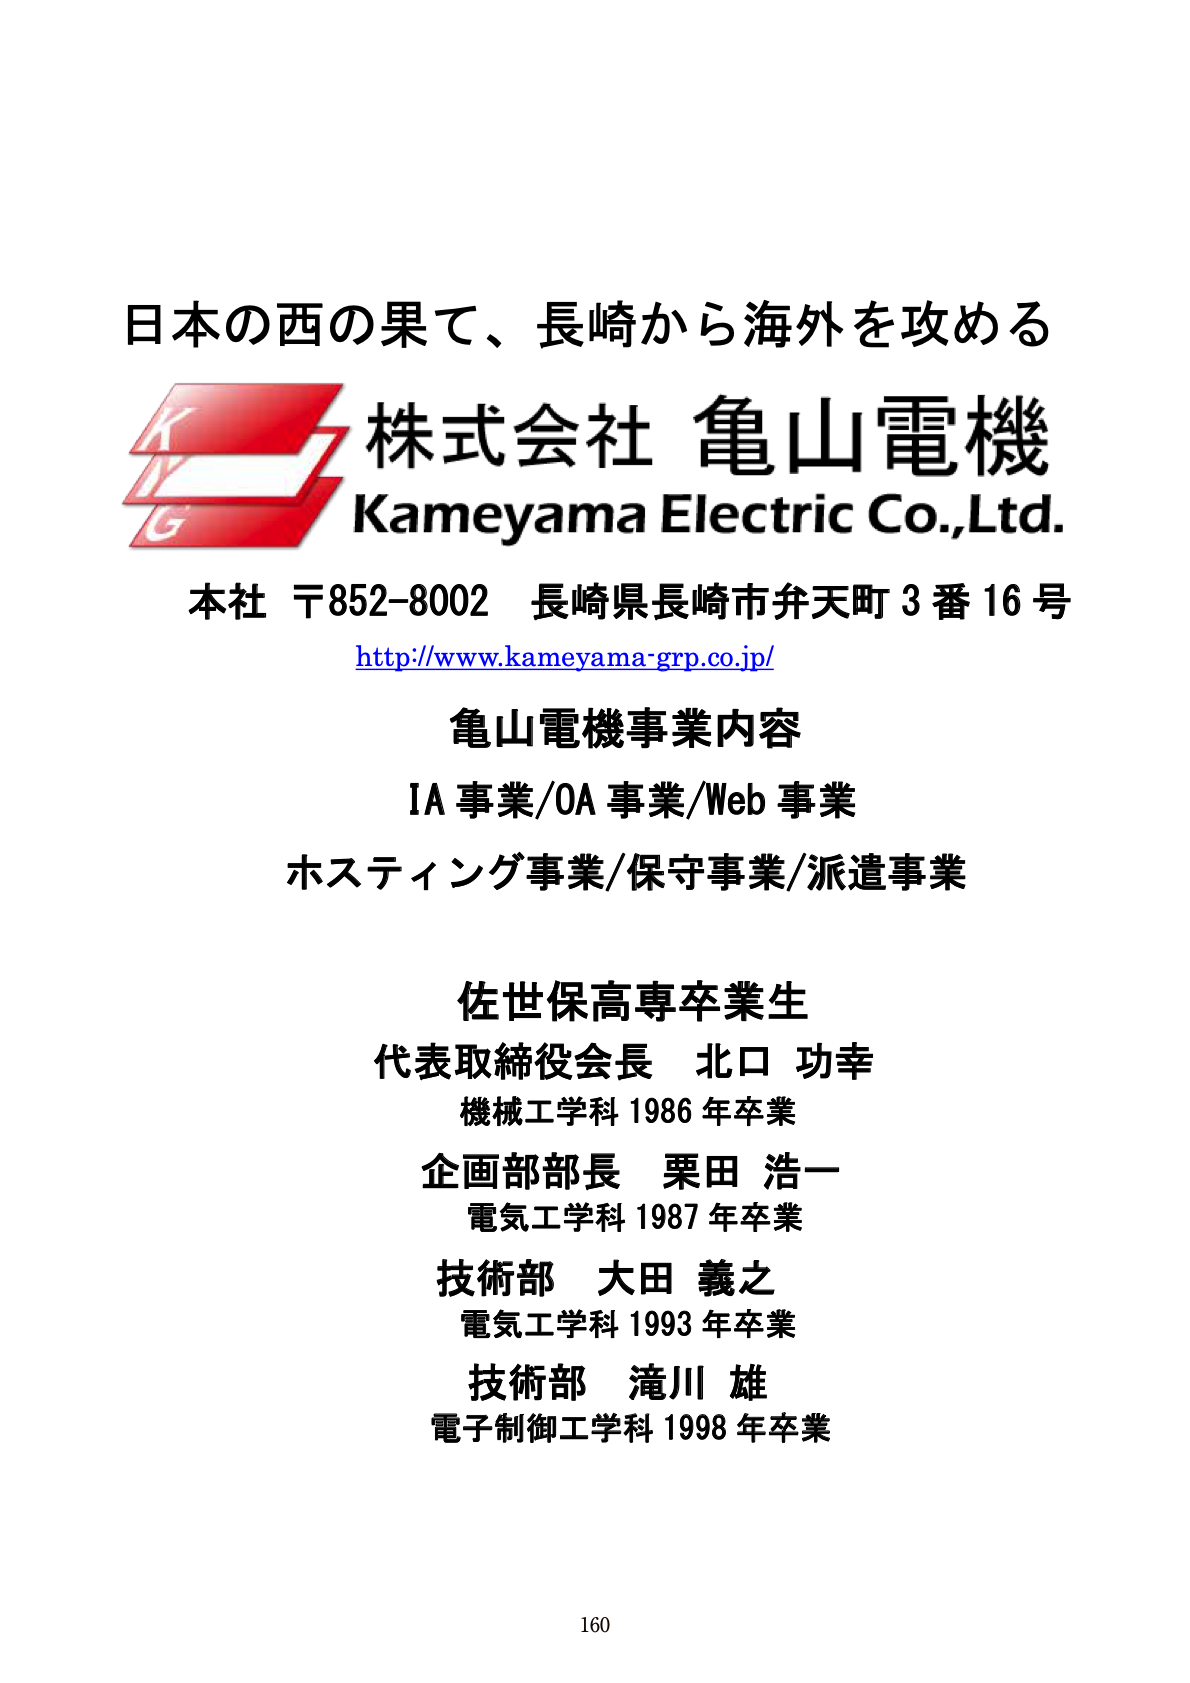 日本の西の果て、長崎から海外を攻める
KYG
株式会社 亀山電機
Kameyama Electric Co.,Ltd.
本社 〒852-8002 長崎県長崎市弁天町 3 番 16 号
http://www.kameyama-grp.co.jp/
亀山電機事業内容
IA 事業/OA 事業/Web 事業
ホスティング事業/保守事業/派遣事業
佐世保高専卒業生
代表取締役会長 北口 功幸
機械工学科 1986 年卒業
企画部部長 栗田 浩一
電気工学科 1987 年卒業
技術部 大田 義之
電気工学科 1993 年卒業
技術部 滝川 雄
電子制御工学科 1998 年卒業
160